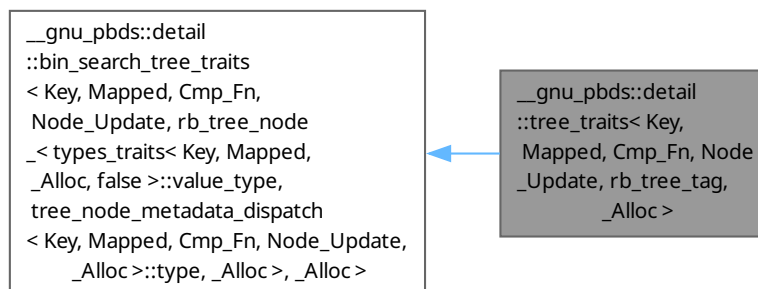 __gnu_pbds::detail
::bin_search_tree_traits
< Key, Mapped, Cmp_Fn,
Node_Update, rb_tree_node
_< types_traits< Key, Mapped,
_Alloc, false >::value_type,
tree_node_metadata_dispatch
< Key, Mapped, Cmp_Fn, Node_Update,
_Alloc >::type, _Alloc >, _Alloc >
__gnu_pbds::detail
::tree_traits< Key,
Mapped, Cmp_Fn, Node
_Update, rb_tree_tag,
_Alloc >